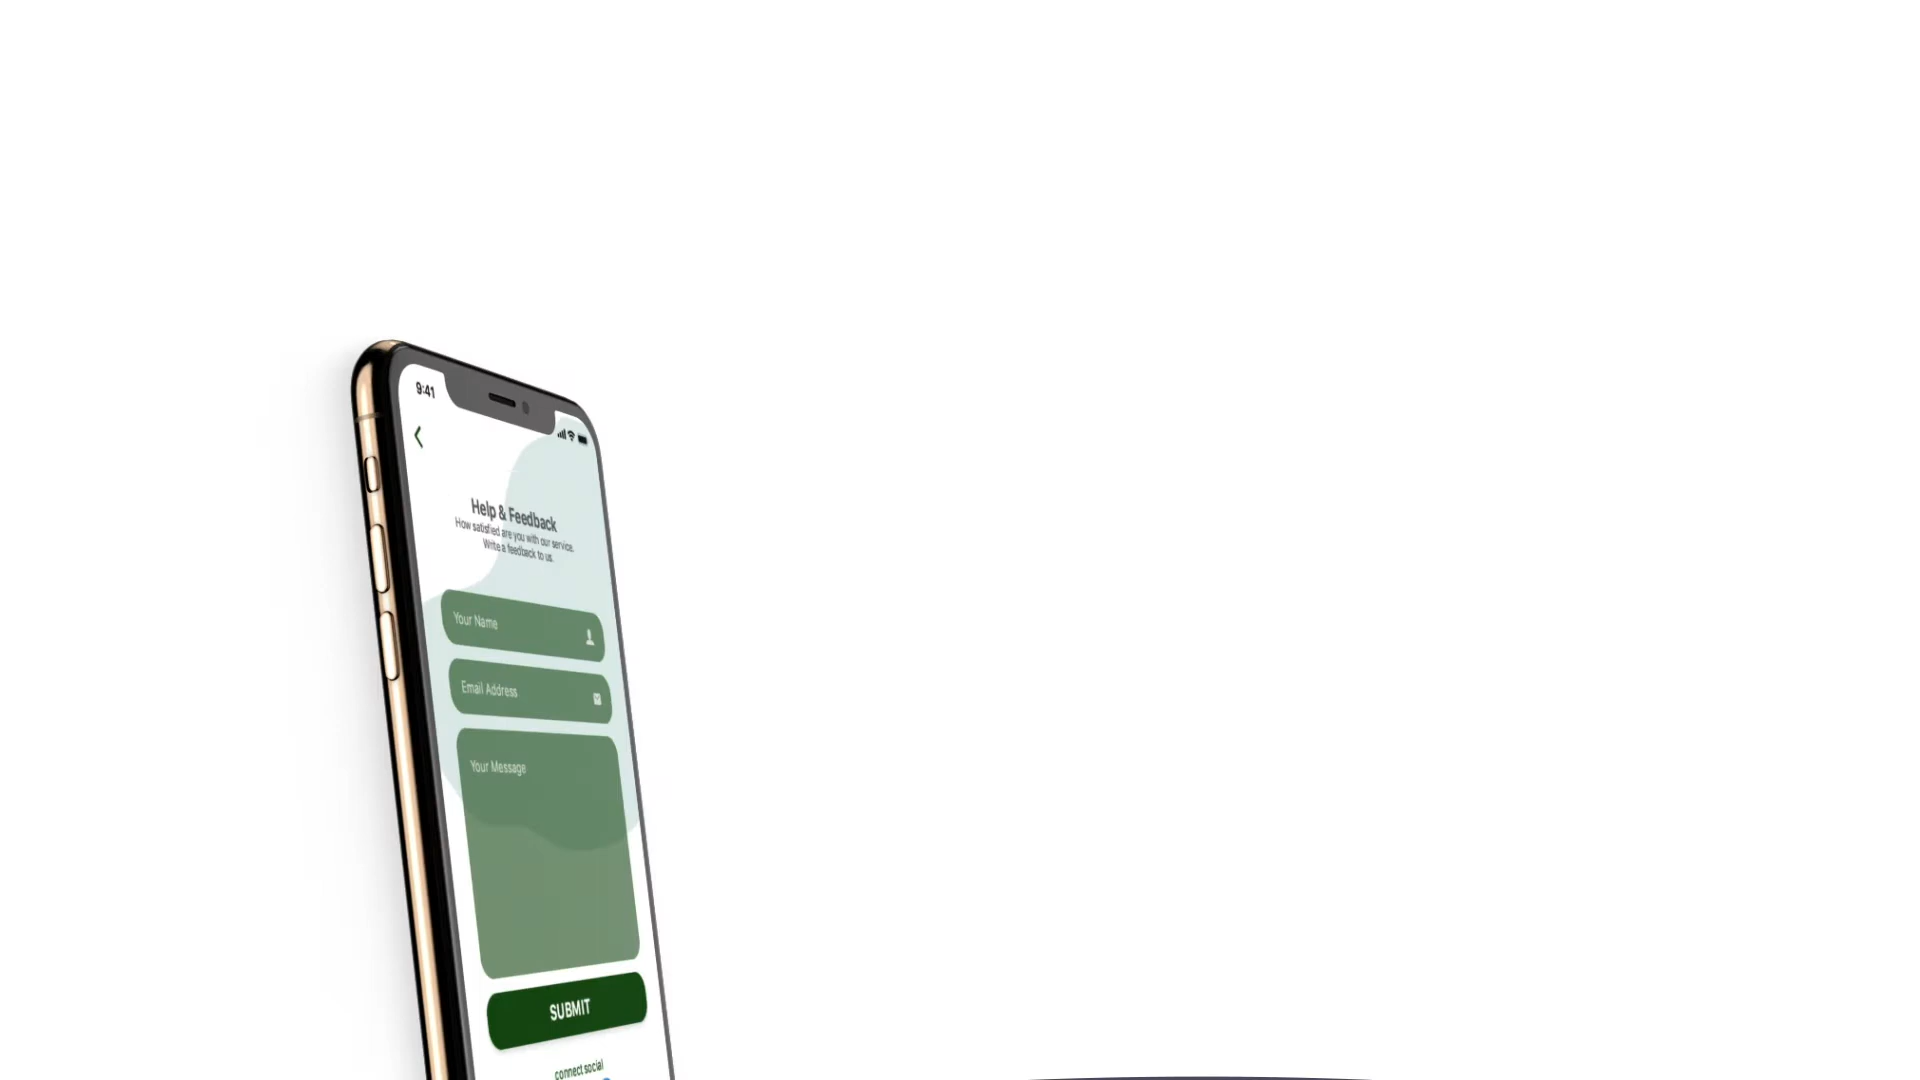 9:41
Help & Feedback
How satisfied are you with our service.
Write a feedback to us.
Your Name
Email Address
Your Message
SUBMIT
connect social